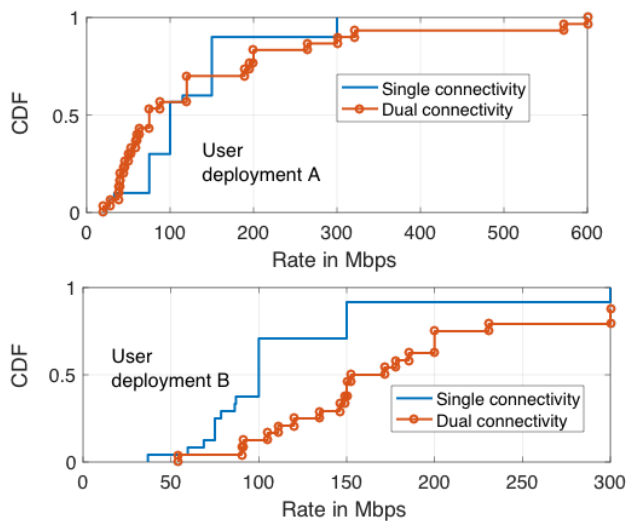 1
0.5
0
CDF
Single connectivity
Dual connectivity
User
deployment A
0 100 200 300 400 500 600
Rate in Mbps
1
0.5
0
CDF
User
deployment B
Single connectivity
Dual connectivity
0 50 100 150 200 250 300
Rate in Mbps